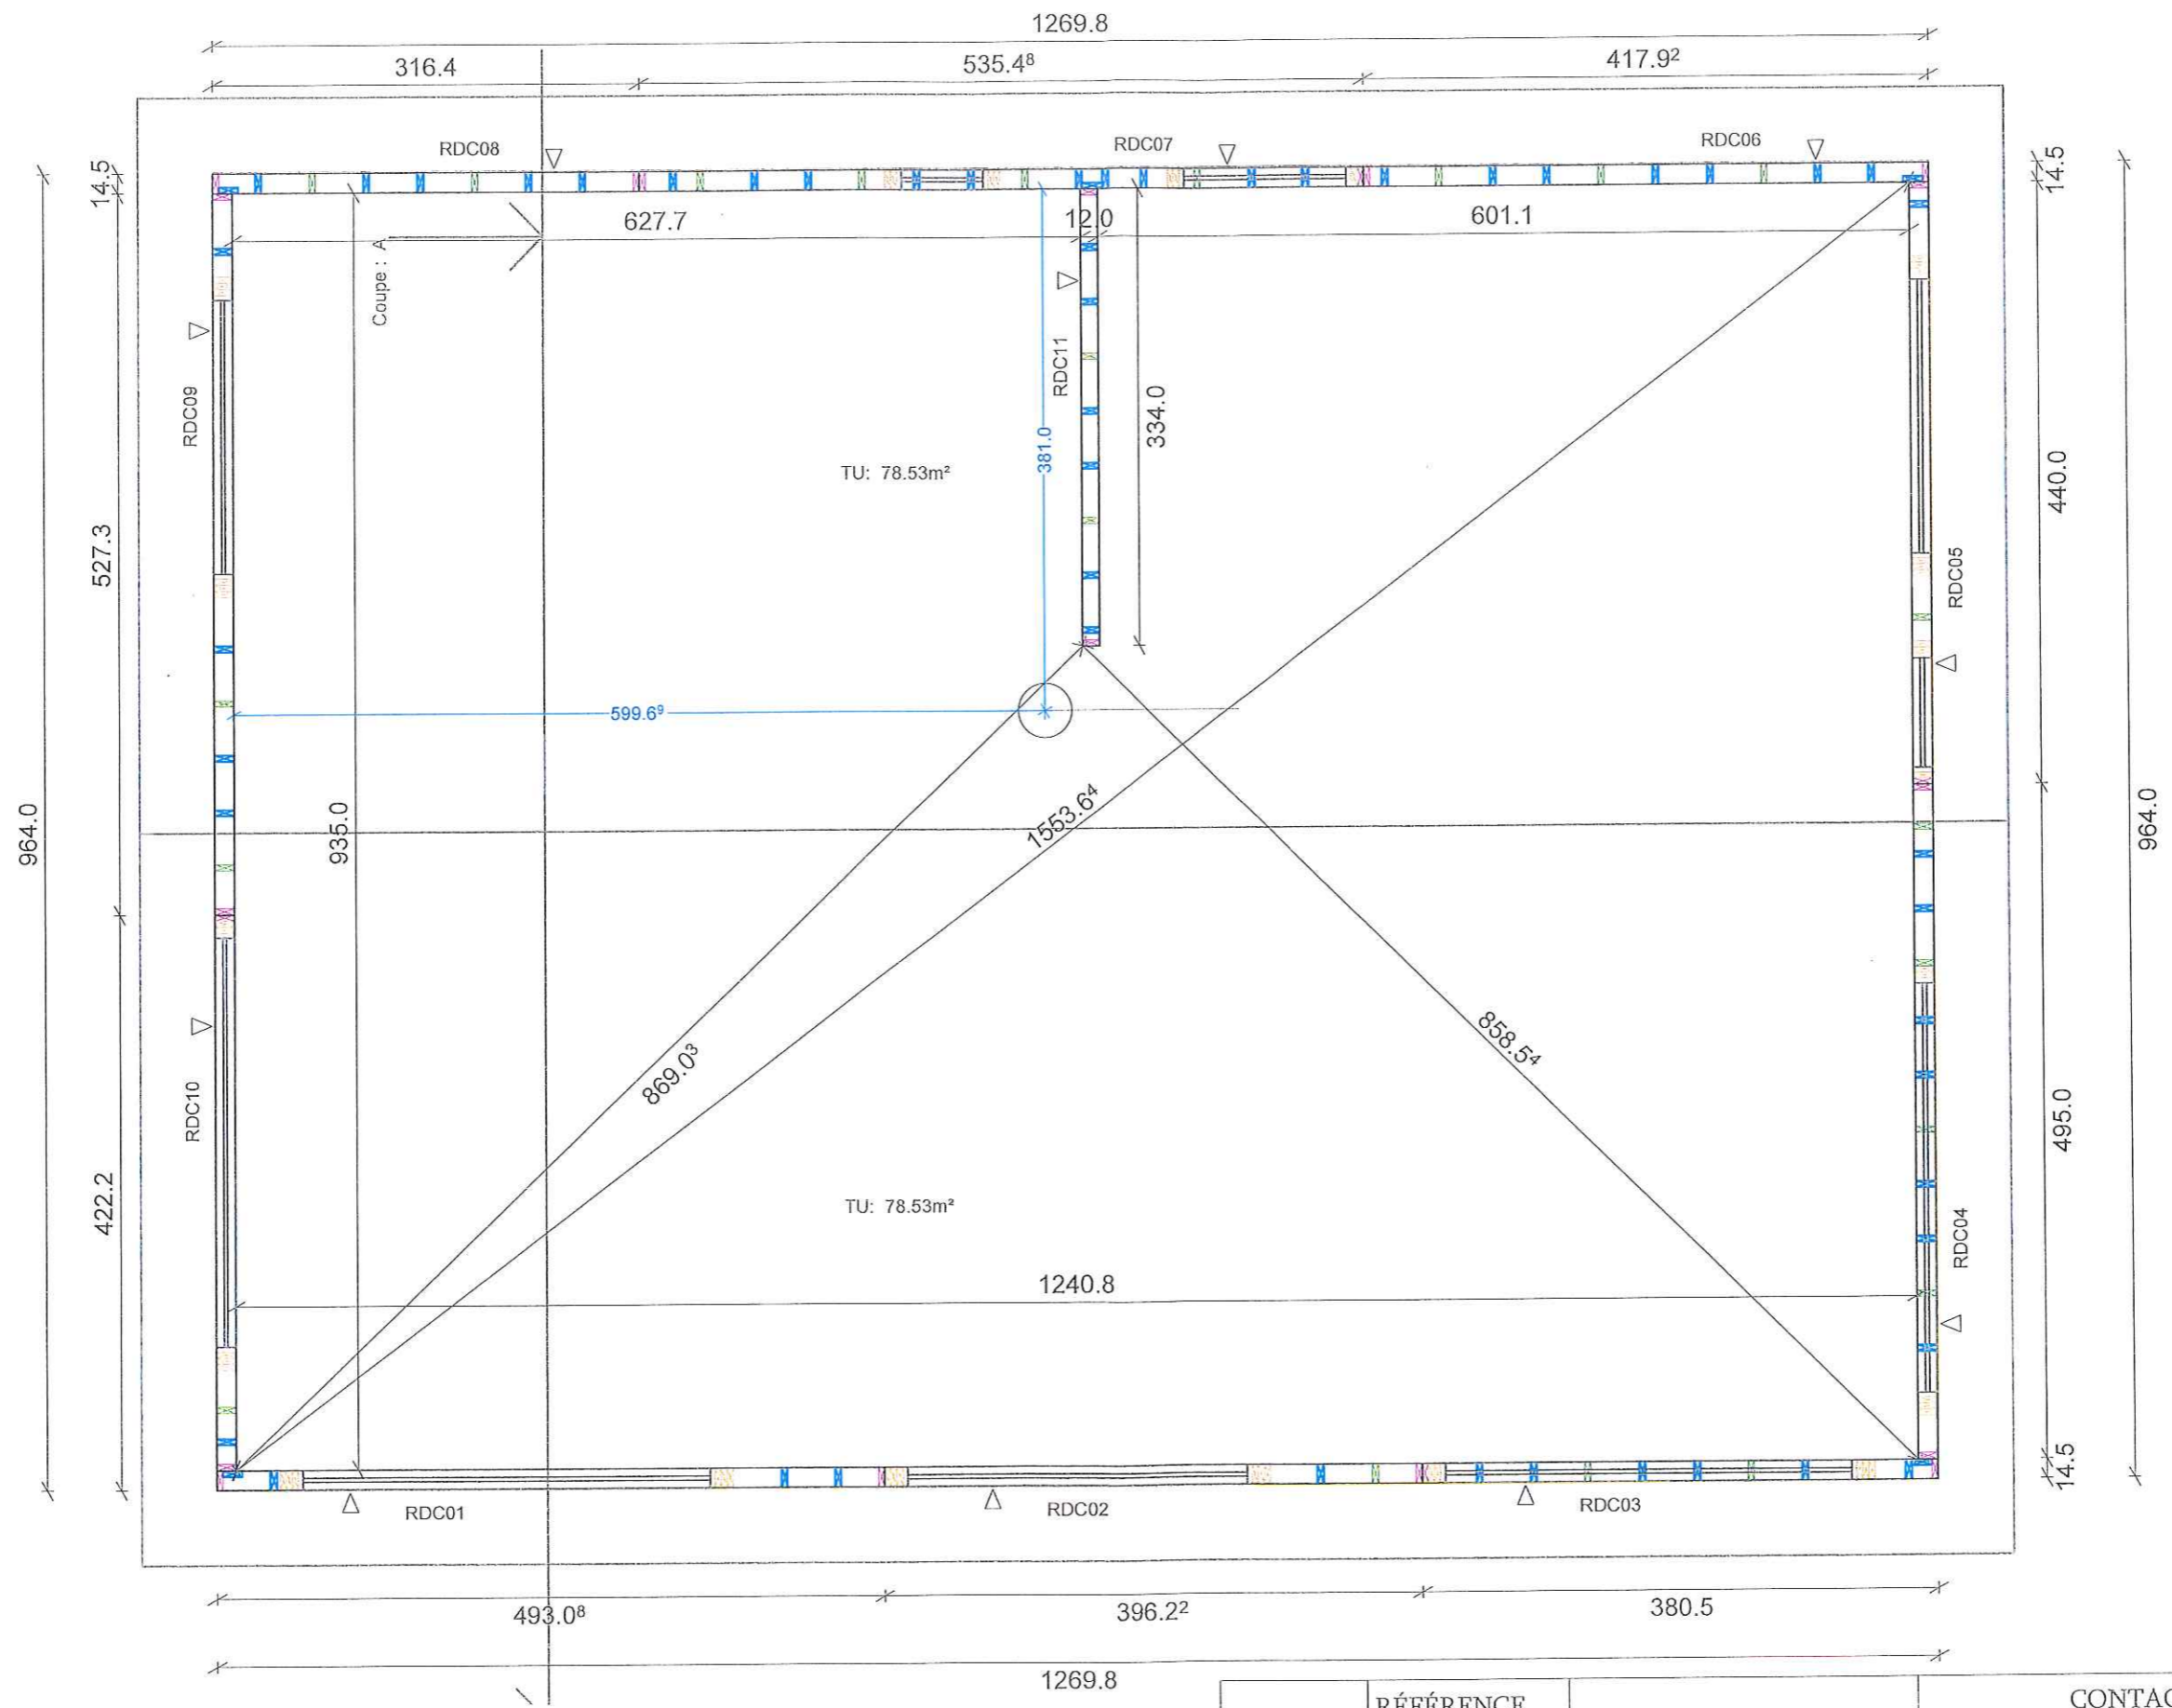 1269.8
316.4
535.4⁸
417.9²
RDC08
RDC07
RDC06
14.5
14.5
627.7
12.0
601.1
Coupe : A
RDC09
RDC11
381.0
334.0
TU: 78.53m²
440.0
527.3
RDC05
599.6⁹
964.0
935.0
1553.6⁴
964.0
869.0³
858.5⁴
RDC10
495.0
422.2
TU: 78.53m²
RDC04
1240.8
14.5
RDC01
RDC02
RDC03
493.0⁸
396.2²
380.5
1269.8
RÉFÉRENCE